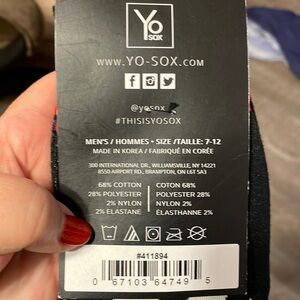 Yo
SOX
WWW.YO-SOX.COM
@yosox
#THISISYOSOX
MEN'S / HOMMES • SIZE / TAILLE: 7-12
MADE IN KOREA / FABRIQUÉ EN CORÉE
300 INTERNATIONAL DR., WILLIAMSVILLE, NY 14221
8550 AIRPORT RD., BRAMPTON, ON L6T 5A3
68% COTTON
28% POLYESTER
2% NYLON
2% ELASTANE
COTON 68%
POLYESTER 28%
NYLON 2%
ÉLASTHANNE 2%
#411894
0 67103 64749 5